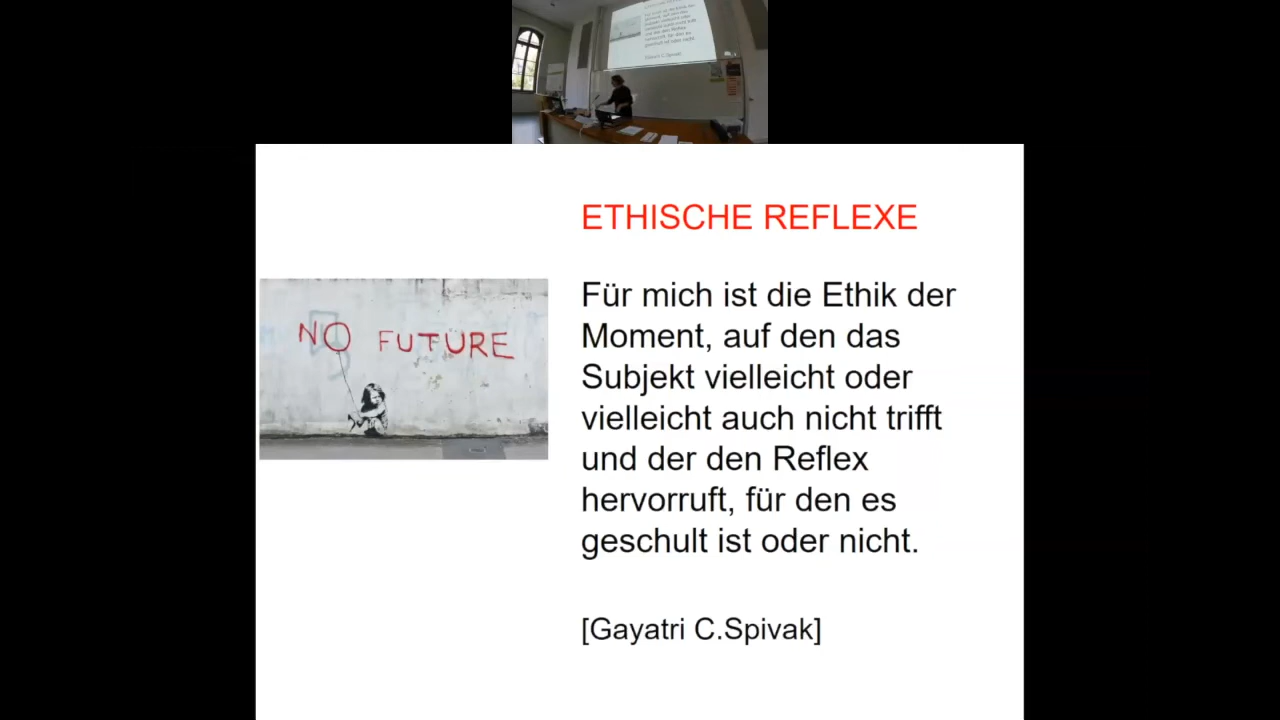 ETHISCHE REFLEXE
NO FUTURE
Für mich ist die Ethik der
Moment, auf den das
Subjekt vielleicht oder
vielleicht auch nicht trifft
und der den Reflex
hervorruft, für den es
geschult ist oder nicht.
[Gayatri C.Spivak]